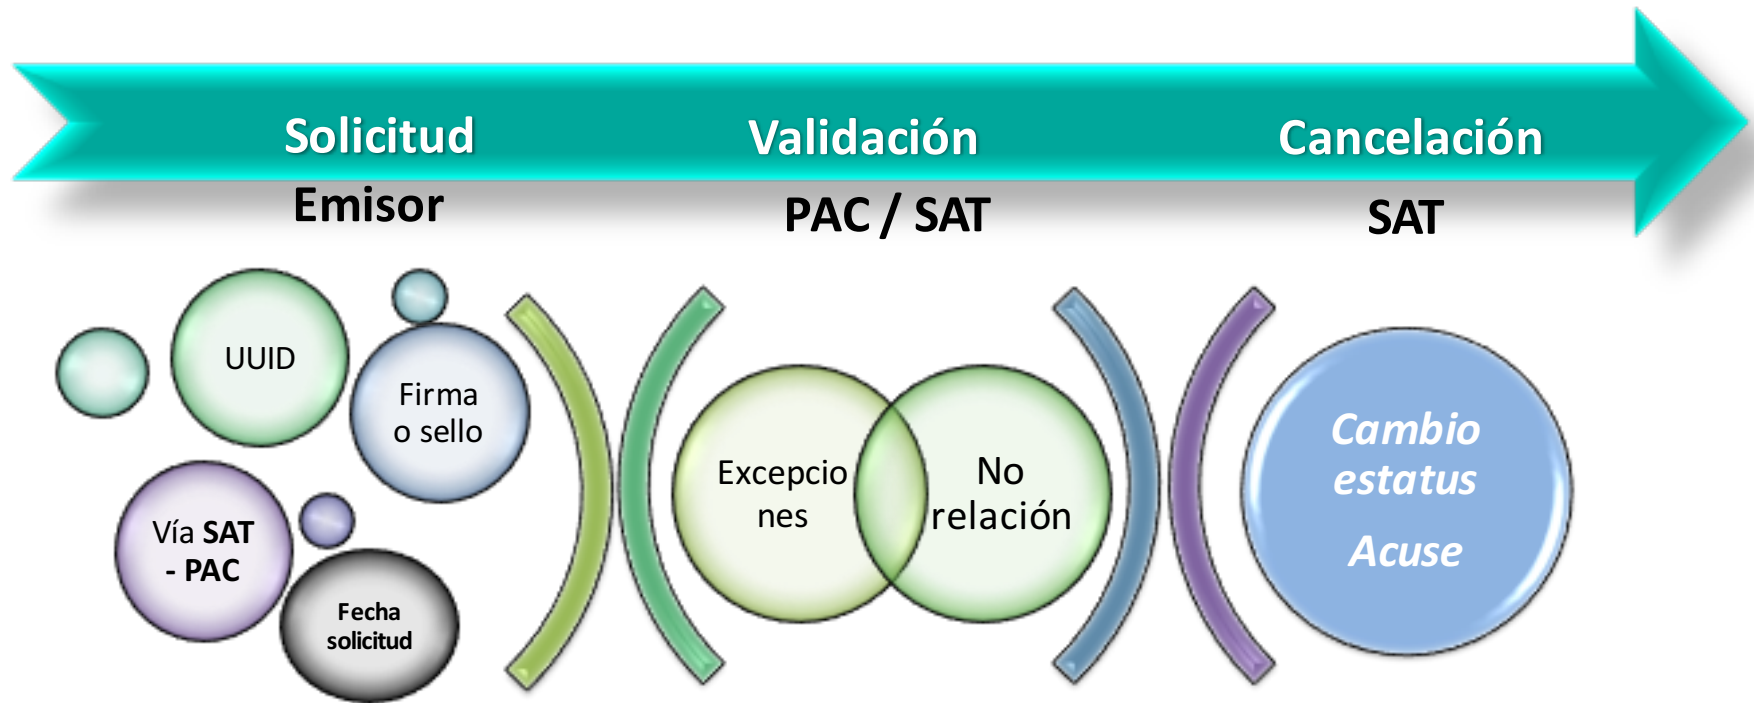 Solicitud
Validación
Cancelación
Emisor
PAC / SAT
SAT
UUID
Firma
o sello
Vía SAT
- PAC
Fecha
solicitud
Excepcio
nes
No
relación
Cambio
estatus
Acuse